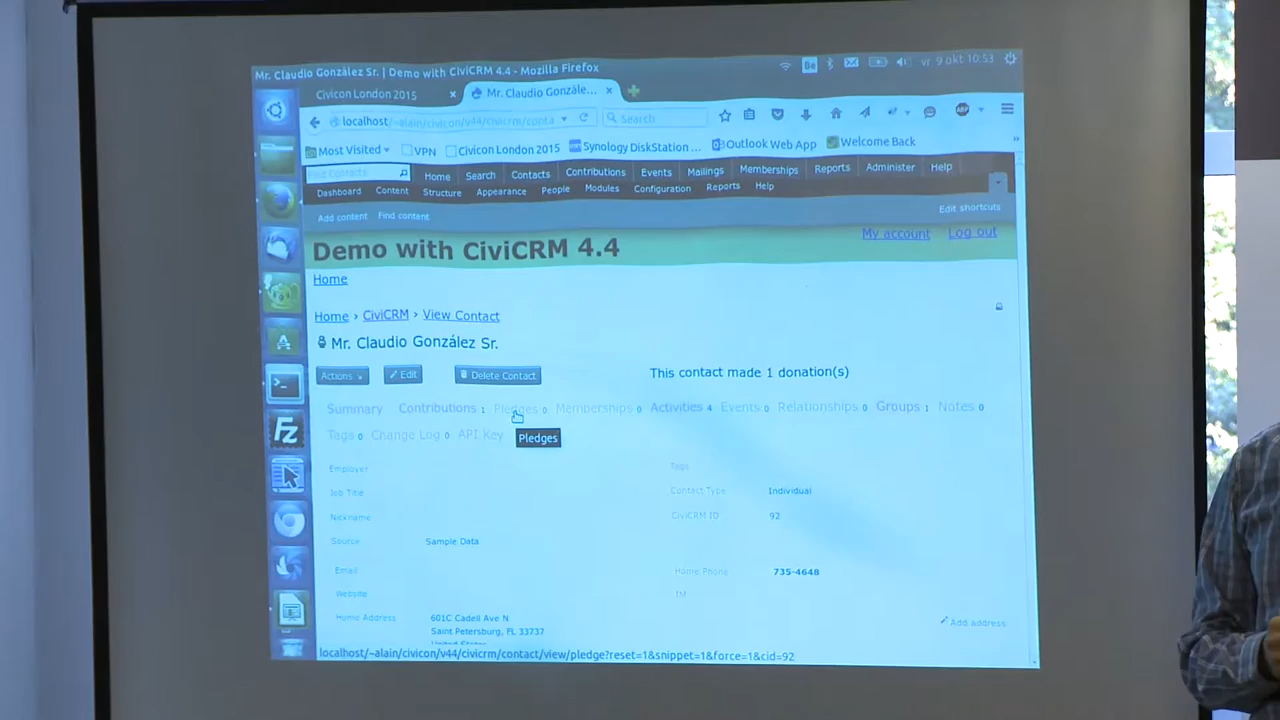 Mr. Claudio González Sr. | Demo with CiviCRM 4.4 - Mozilla Firefox
vr 9 okt 10:53
Civicon London 2015
Mr. Claudio Gonzále...
localhost/~alain/civicon/v44/civicrm/conta
Search
Most Visited
VPN
Civicon London 2015
Synology DiskStation ...
Outlook Web App
Welcome Back
Find Contacts
Home Search Contacts Contributions Events Mailings Memberships Reports Administer Help
Dashboard Content Structure Appearance People Modules Configuration Reports Help
Add content Find content
Edit shortcuts
My account Log out
Demo with CiviCRM 4.4
Home
Home › CiviCRM › View Contact
Mr. Claudio González Sr.
Actions Edit Delete Contact
This contact made 1 donation(s)
Summary Contributions 1 Pledges 0 Memberships 0 Activities 4 Events 0 Relationships 0 Groups 1 Notes 0
Tags 0 Change Log 0 API Key
Pledges
Employer
Tags
Job Title
Contact Type Individual
Nickname
CiviCRM ID 92
Source Sample Data
Email
Home Phone 735-4648
Website
IM
Home Address 601C Cadell Ave N
Saint Petersburg, FL 33737
United States
Add address
localhost/~alain/civicon/v44/civicrm/contact/view/pledge?reset=1&snippet=1&force=1&cid=92